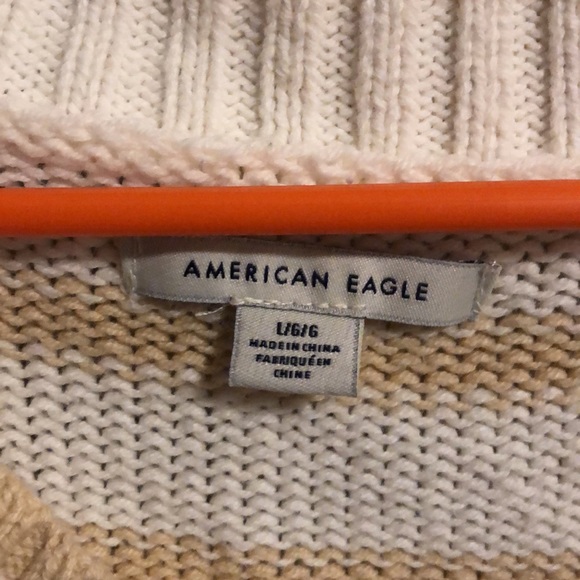 AMERICAN EAGLE
L/G/G
MADE IN CHINA
FABRIQUÉ EN
CHINE